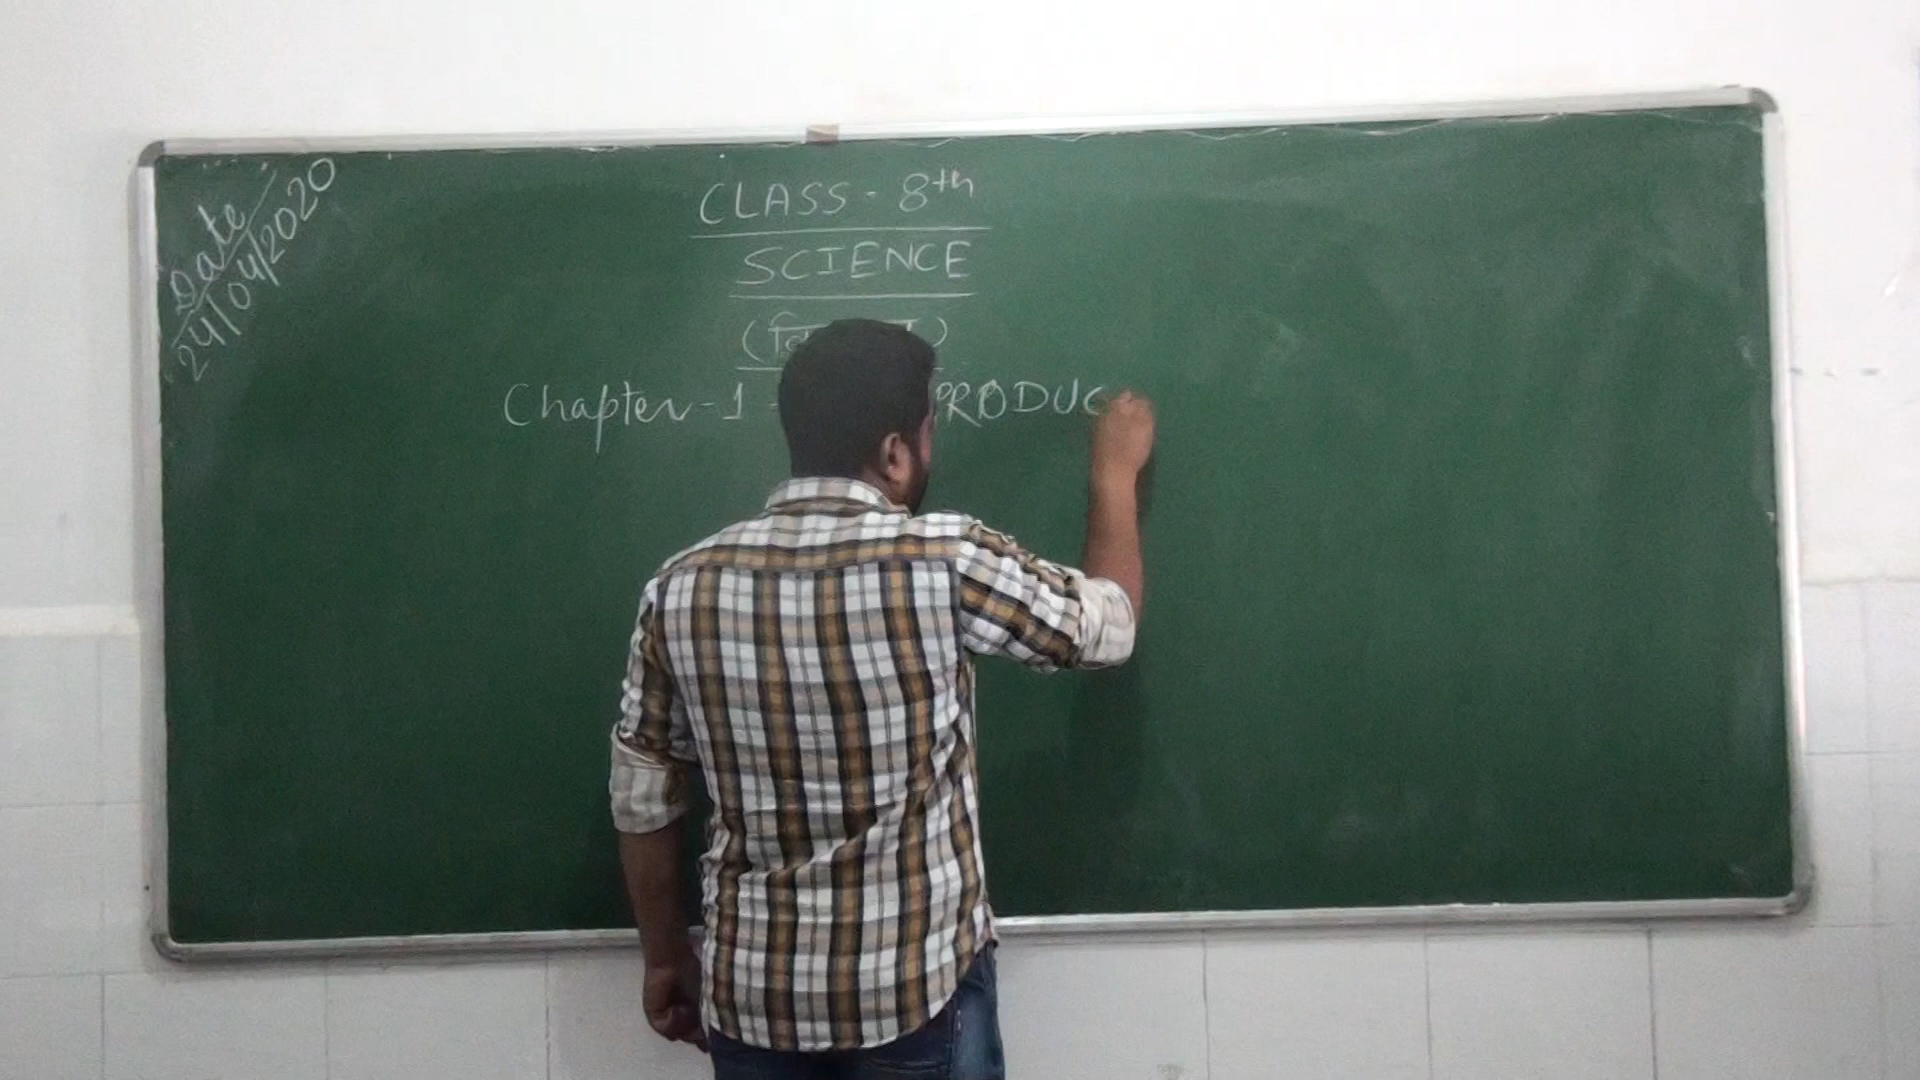 Date
24/04/2020
CLASS - 8th
SCIENCE
Chapter - 1 - PRODUC